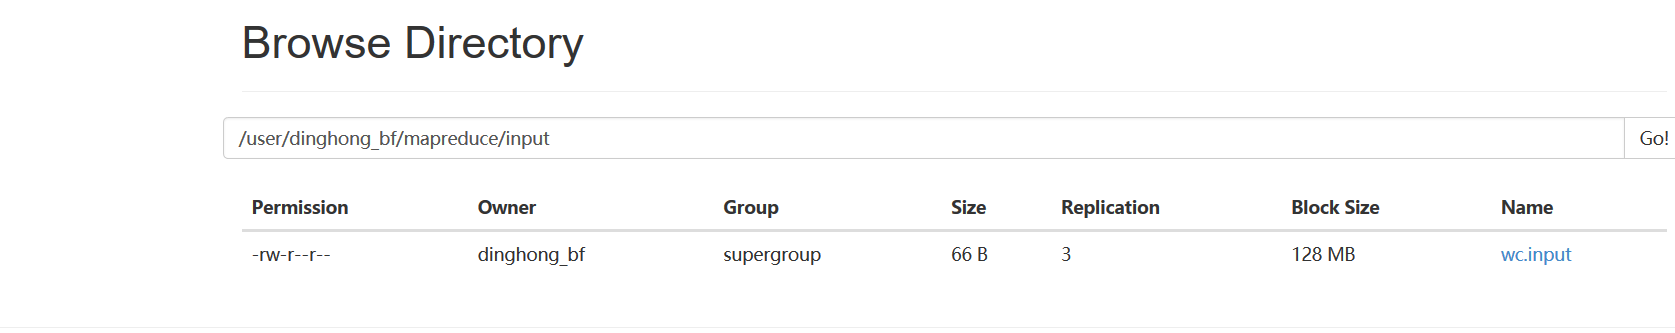 Browse Directory
/user/dinghong_bf/mapreduce/input Go!
Permission Owner Group Size Replication Block Size Name
-rw-r--r-- dinghong_bf supergroup 66 B 3 128 MB wc.input